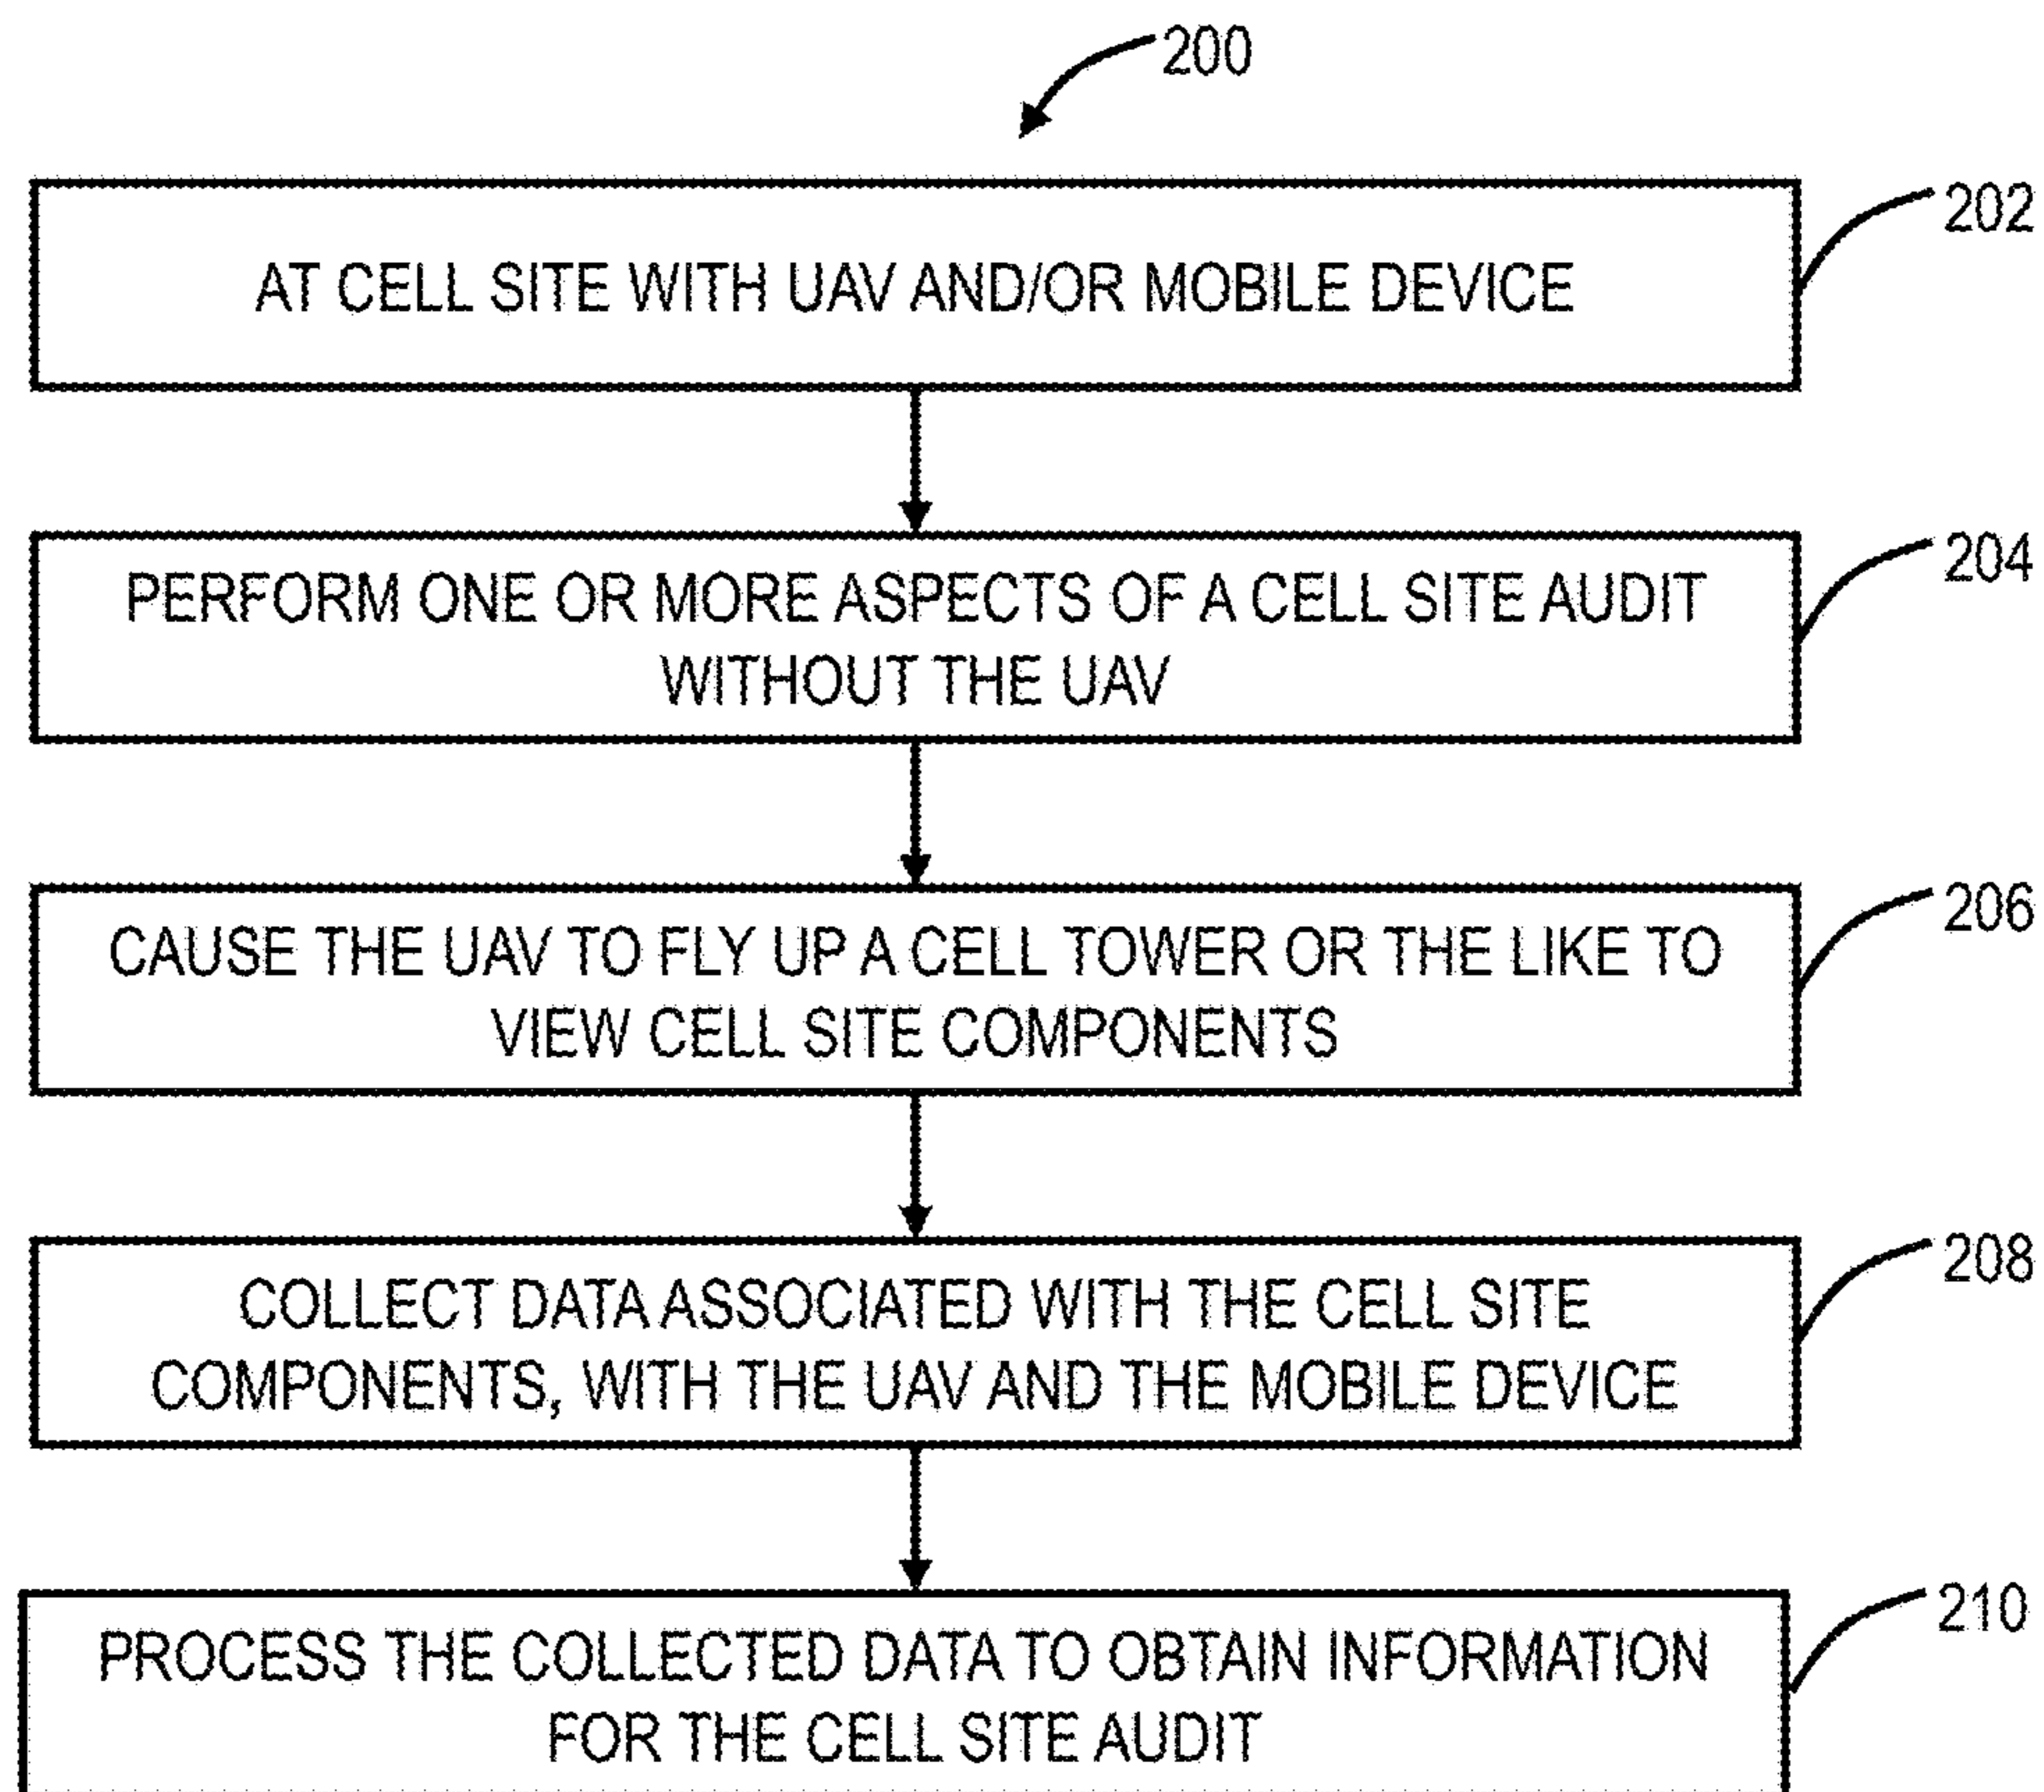 200
202
AT CELL SITE WITH UAV AND/OR MOBILE DEVICE
204
PERFORM ONE OR MORE ASPECTS OF A CELL SITE AUDIT
WITHOUT THE UAV
206
CAUSE THE UAV TO FLY UP A CELL TOWER OR THE LIKE TO
VIEW CELL SITE COMPONENTS
208
COLLECT DATA ASSOCIATED WITH THE CELL SITE
COMPONENTS, WITH THE UAV AND THE MOBILE DEVICE
210
PROCESS THE COLLECTED DATA TO OBTAIN INFORMATION
FOR THE CELL SITE AUDIT